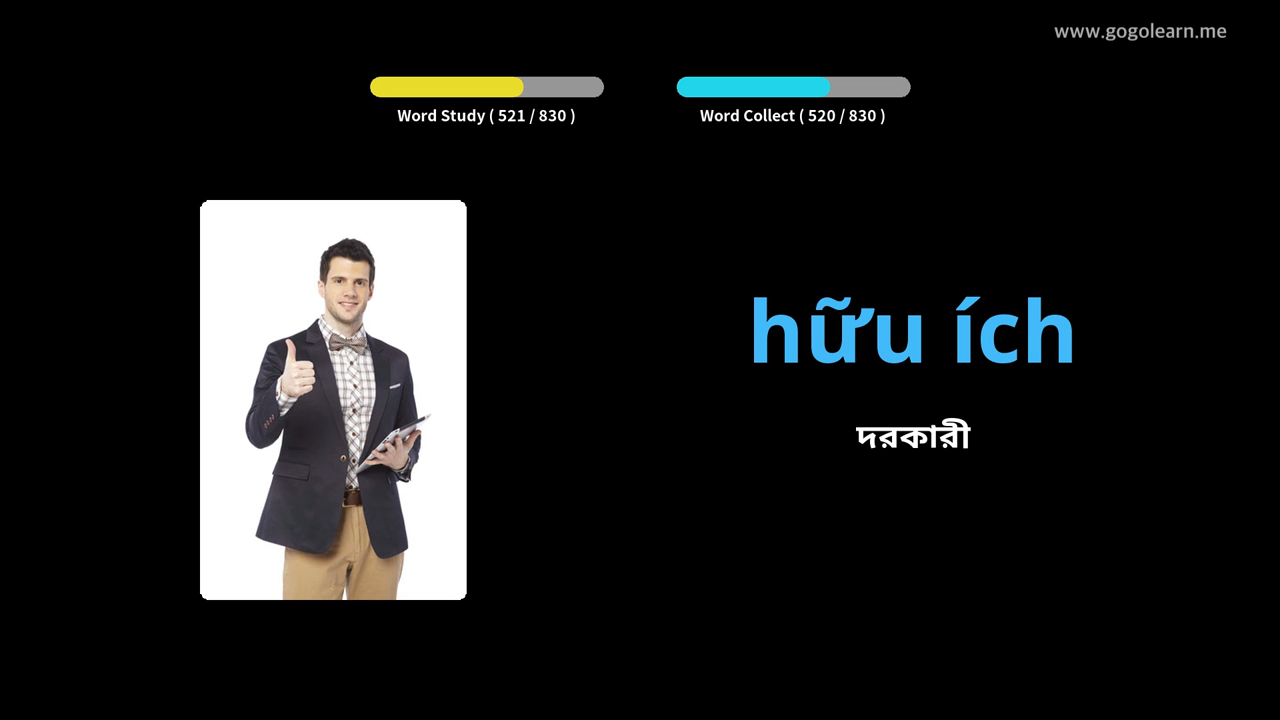 www.gogolearn.me
Word Study ( 521 / 830 )
Word Collect ( 520 / 830 )
hữu ích
দরকারী